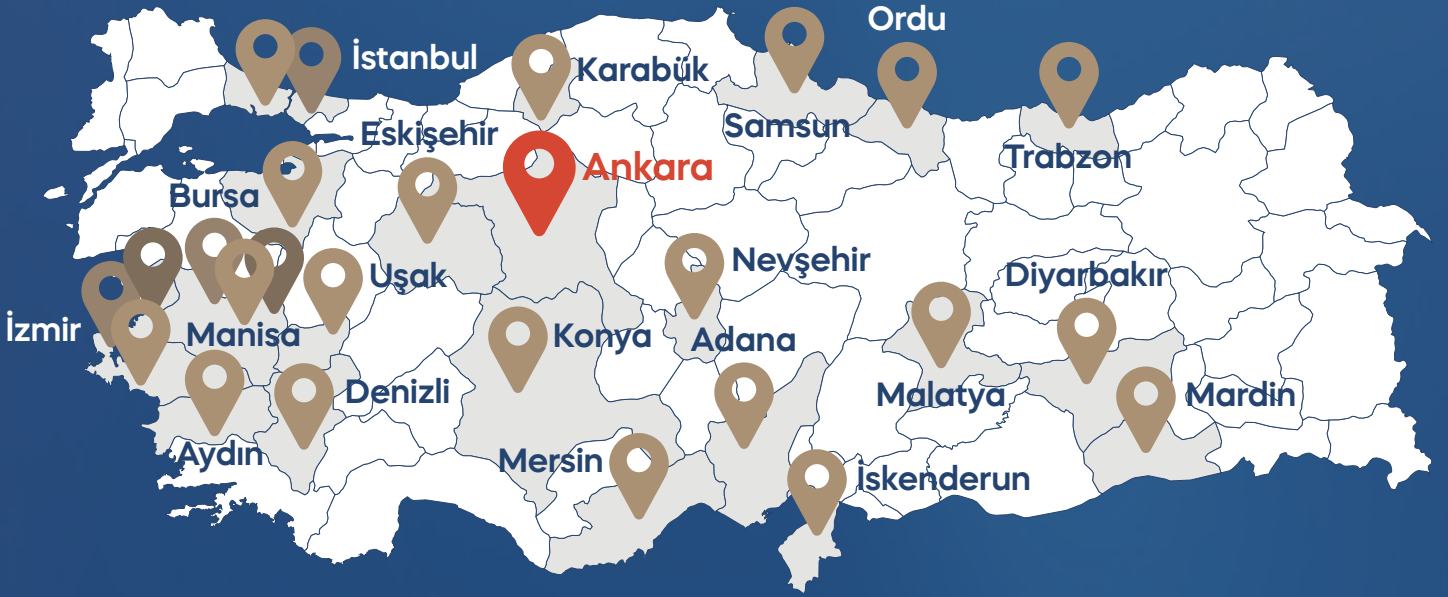 Ordu
İstanbul
Karabük
Samsun
Eskişehir
Trabzon
Ankara
Bursa
Nevşehir
Uşak
Diyarbakır
İzmir
Manisa
Konya
Adana
Denizli
Malatya
Mardin
Aydın
Mersin
İskenderun